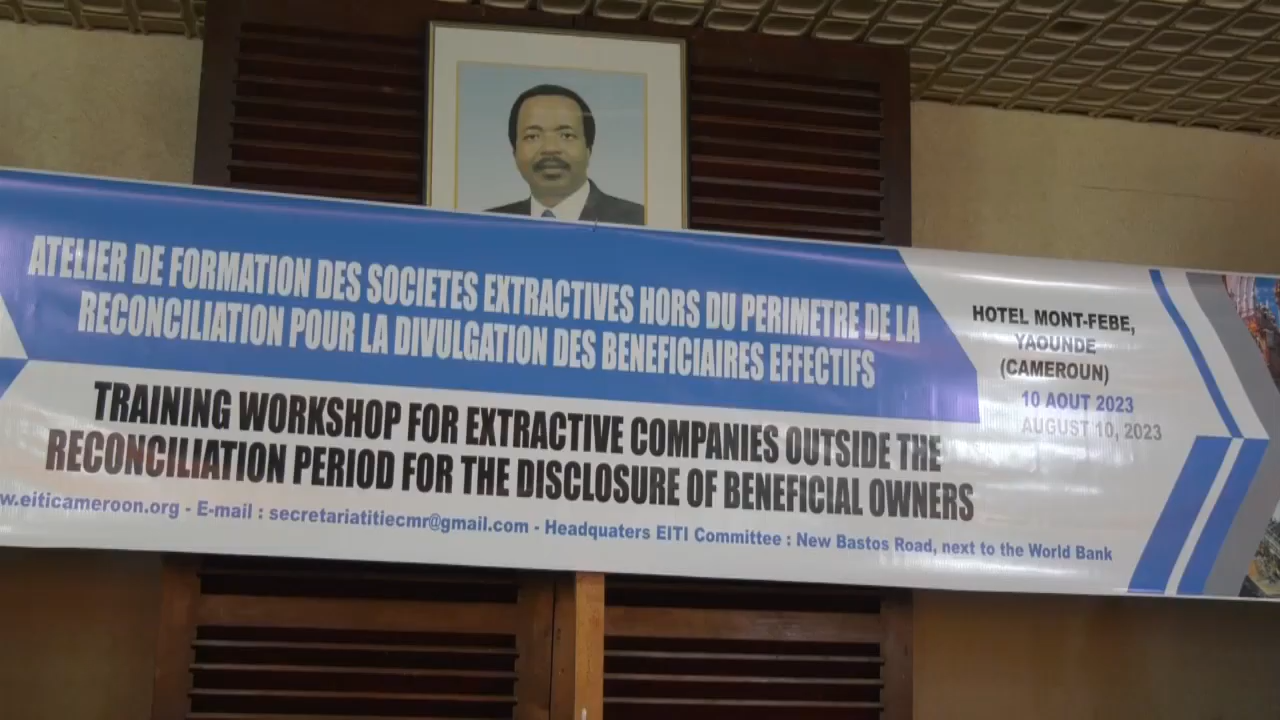 ATELIER DE FORMATION DES SOCIETES EXTRACTIVES HORS DU PERIMETRE DE LA
RECONCILIATION POUR LA DIVULGATION DES BENEFICIAIRES EFFECTIFS
TRAINING WORKSHOP FOR EXTRACTIVE COMPANIES OUTSIDE THE
RECONCILIATION PERIOD FOR THE DISCLOSURE OF BENEFICIAL OWNERS
w.eiticameroon.org - E-mail : secretariatitiecmr@gmail.com - Headquaters EITI Committee : New Bastos Road, next to the World Bank
HOTEL MONT-FEBE,
YAOUNDE
(CAMEROUN)
10 AOUT 2023
AUGUST 10, 2023